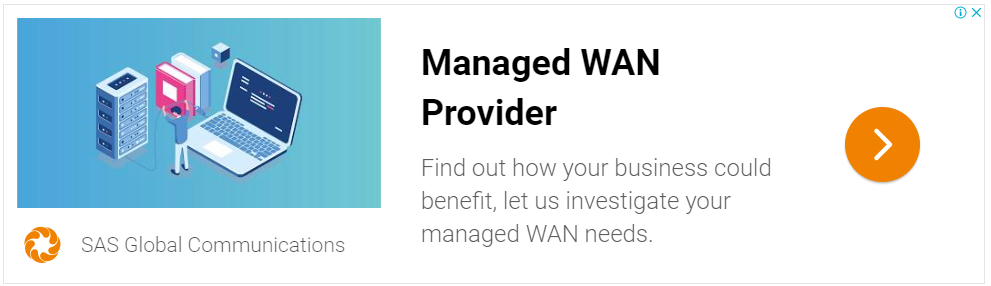 Managed WAN
Provider
Find out how your business could
benefit, let us investigate your
managed WAN needs.
SAS Global Communications